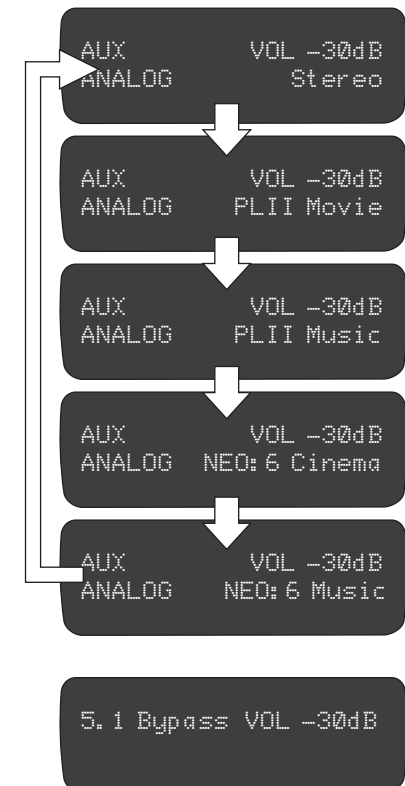 AUX VOL -30dB
ANALOG Stereo
AUX VOL -30dB
ANALOG PLII Movie
AUX VOL -30dB
ANALOG PLII Music
AUX VOL -30dB
ANALOG NEO:6 Cinema
AUX VOL -30dB
ANALOG NEO:6 Music
5.1 Bypass VOL -30dB